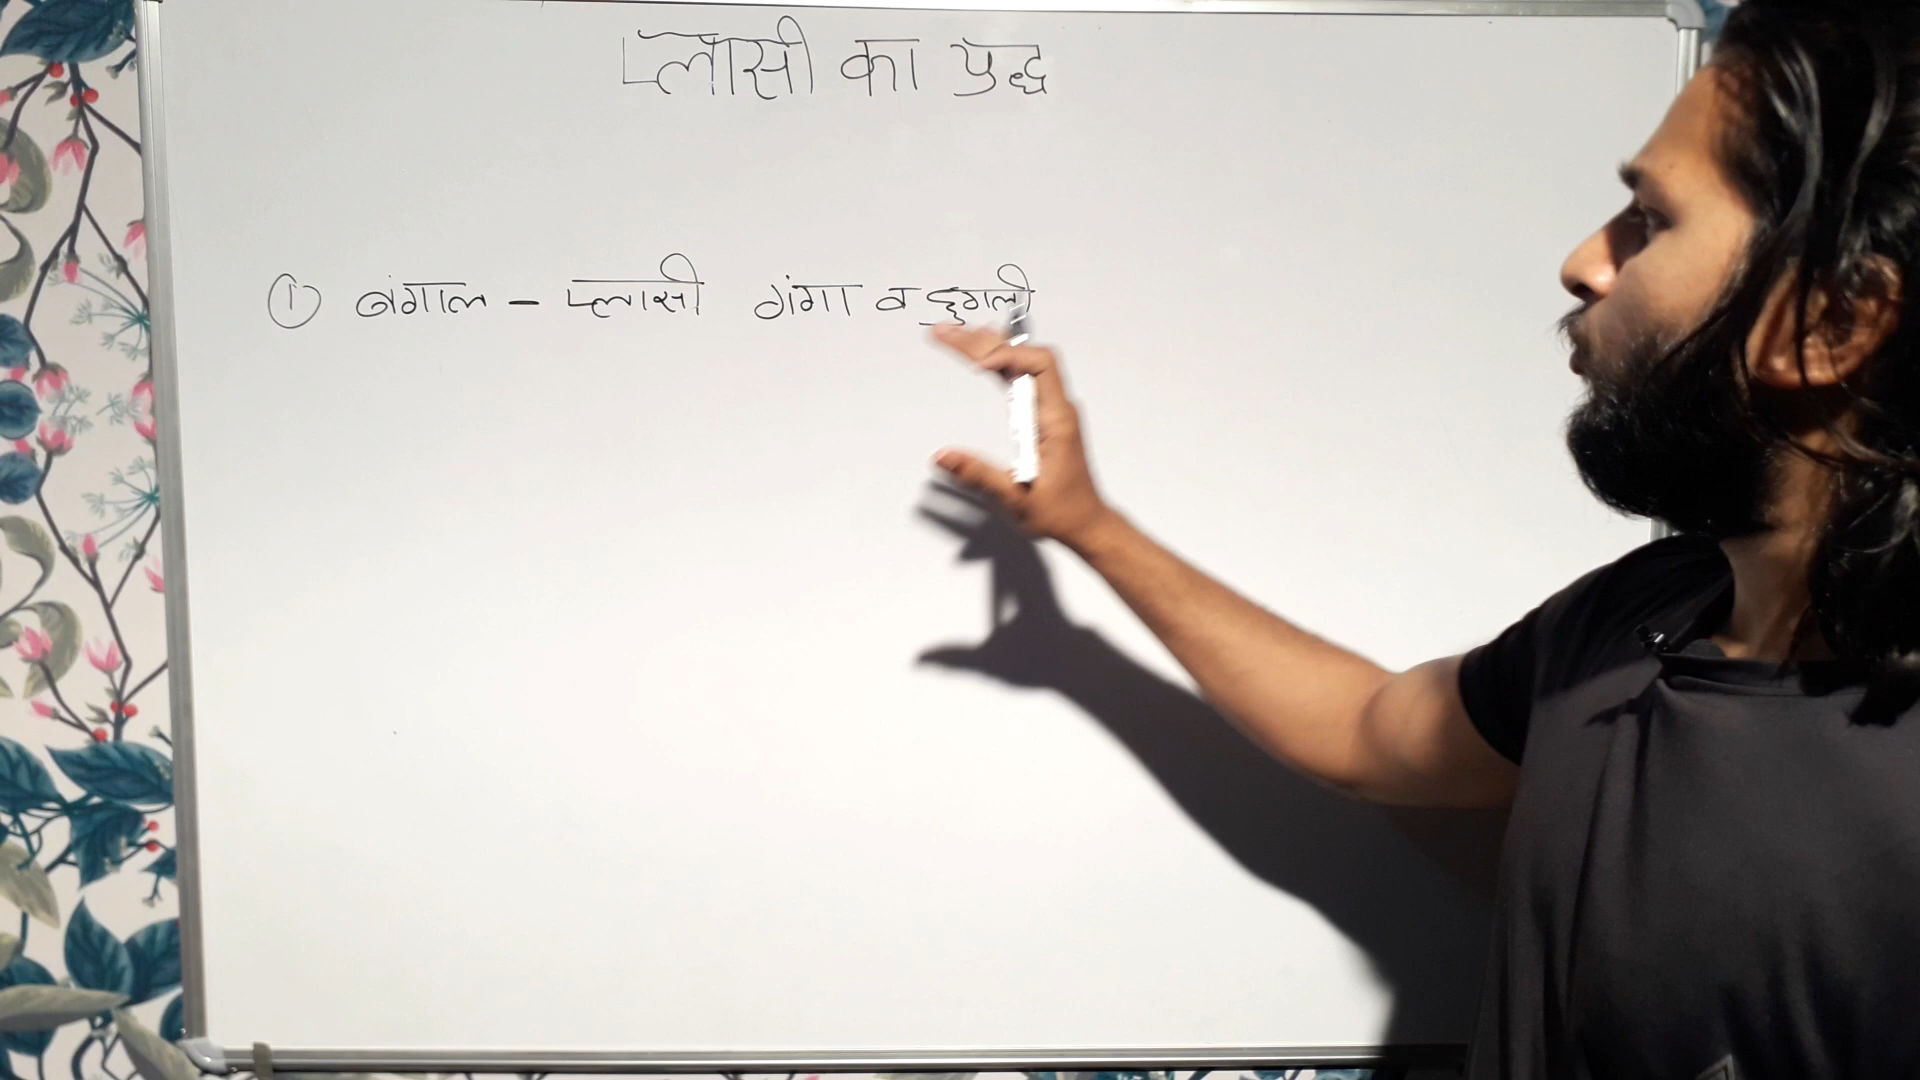 प्लासी का युद्ध
① बंगाल - प्लासी गंगा व हुगली